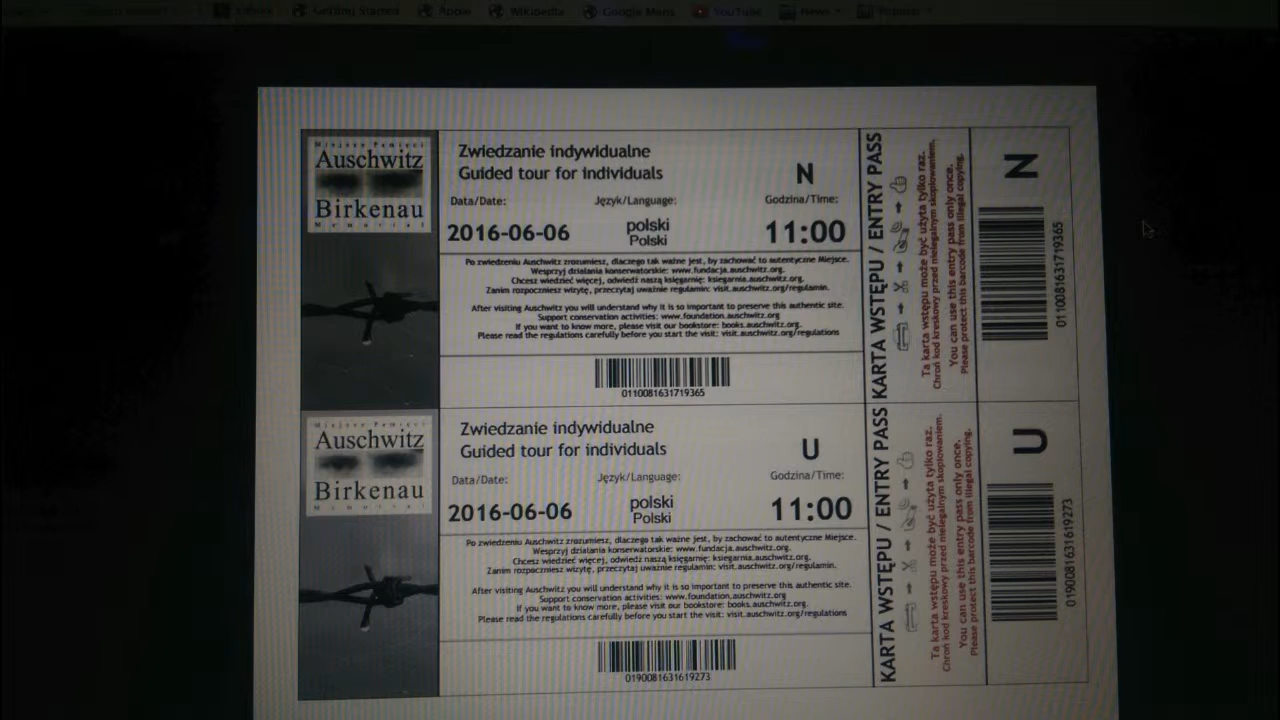 Getting Started
Apple
Wikipedia
Google Maps
YouTube
News
Popular
Miejsce Pamięci
Auschwitz
Birkenau
Memorial
Zwiedzanie indywidualne
Guided tour for individuals
N
Data/Date:
Język/Language:
Godzina/Time:
2016-06-06
polski
Polski
11:00
Po zwiedzeniu Auschwitz zrozumiesz, dlaczego tak ważne jest, by zachować to autentyczne Miejsce.
Wesprzyj działania konserwatorskie: www.fundacja.auschwitz.org.
Chcesz wiedzieć więcej, odwiedź naszą księgarnię: ksiegarnia.auschwitz.org.
Zanim rozpoczniesz wizytę, przeczytaj uważnie regulamin: visit.auschwitz.org/regulamin.
After visiting Auschwitz you will understand why it is so important to preserve this authentic site.
Support conservation activities: www.foundation.auschwitz.org
If you want to know more, please visit our bookstore: books.auschwitz.org.
Please read the regulations carefully before you start the visit: visit.auschwitz.org/regulations
0110081631719365
KARTA WSTĘPU / ENTRY PASS
Ta karta wstępu może być użyta tylko raz.
Chroń kod kreskowy przed nielegalnym skopiowaniem.
You can use this entry pass only once.
Please protect this barcode from illegal copying.
N
0110081631719365
Miejsce Pamięci
Auschwitz
Birkenau
Memorial
Zwiedzanie indywidualne
Guided tour for individuals
U
Data/Date:
Język/Language:
Godzina/Time:
2016-06-06
polski
Polski
11:00
Po zwiedzeniu Auschwitz zrozumiesz, dlaczego tak ważne jest, by zachować to autentyczne Miejsce.
Wesprzyj działania konserwatorskie: www.fundacja.auschwitz.org.
Chcesz wiedzieć więcej, odwiedź naszą księgarnię: ksiegarnia.auschwitz.org.
Zanim rozpoczniesz wizytę, przeczytaj uważnie regulamin: visit.auschwitz.org/regulamin.
After visiting Auschwitz you will understand why it is so important to preserve this authentic site.
Support conservation activities: www.foundation.auschwitz.org
If you want to know more, please visit our bookstore: books.auschwitz.org.
Please read the regulations carefully before you start the visit: visit.auschwitz.org/regulations
0190081631619273
KARTA WSTĘPU / ENTRY PASS
Ta karta wstępu może być użyta tylko raz.
Chroń kod kreskowy przed nielegalnym skopiowaniem.
You can use this entry pass only once.
Please protect this barcode from illegal copying.
U
0190081631619273